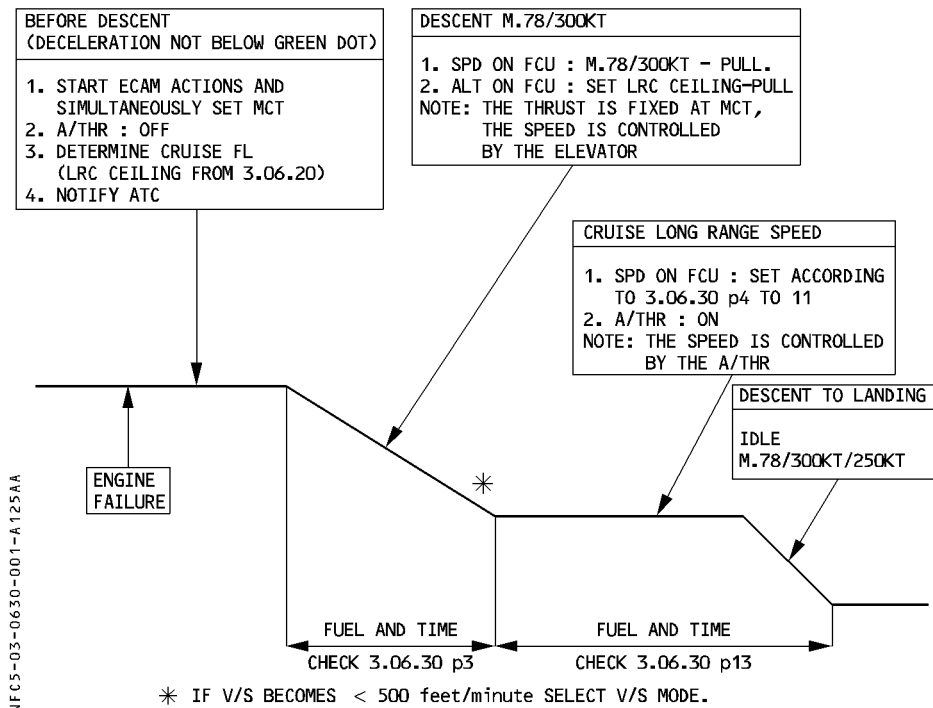 BEFORE DESCENT
(DECELERATION NOT BELOW GREEN DOT)
1. START ECAM ACTIONS AND
SIMULTANEOUSLY SET MCT
2. A/THR : OFF
3. DETERMINE CRUISE FL
(LRC CEILING FROM 3.06.20)
4. NOTIFY ATC
DESCENT M.78/300KT
1. SPD ON FCU : M.78/300KT - PULL.
2. ALT ON FCU : SET LRC CEILING-PULL
NOTE: THE THRUST IS FIXED AT MCT,
THE SPEED IS CONTROLLED
BY THE ELEVATOR
CRUISE LONG RANGE SPEED
1. SPD ON FCU : SET ACCORDING
TO 3.06.30 p4 TO 11
2. A/THR : ON
NOTE: THE SPEED IS CONTROLLED
BY THE A/THR
DESCENT TO LANDING
IDLE
M.78/300KT/250KT
ENGINE
FAILURE
FUEL AND TIME
CHECK 3.06.30 p3
FUEL AND TIME
CHECK 3.06.30 p13
* IF V/S BECOMES < 500 feet/minute SELECT V/S MODE.
NFC5-03-0630-001-A125AA